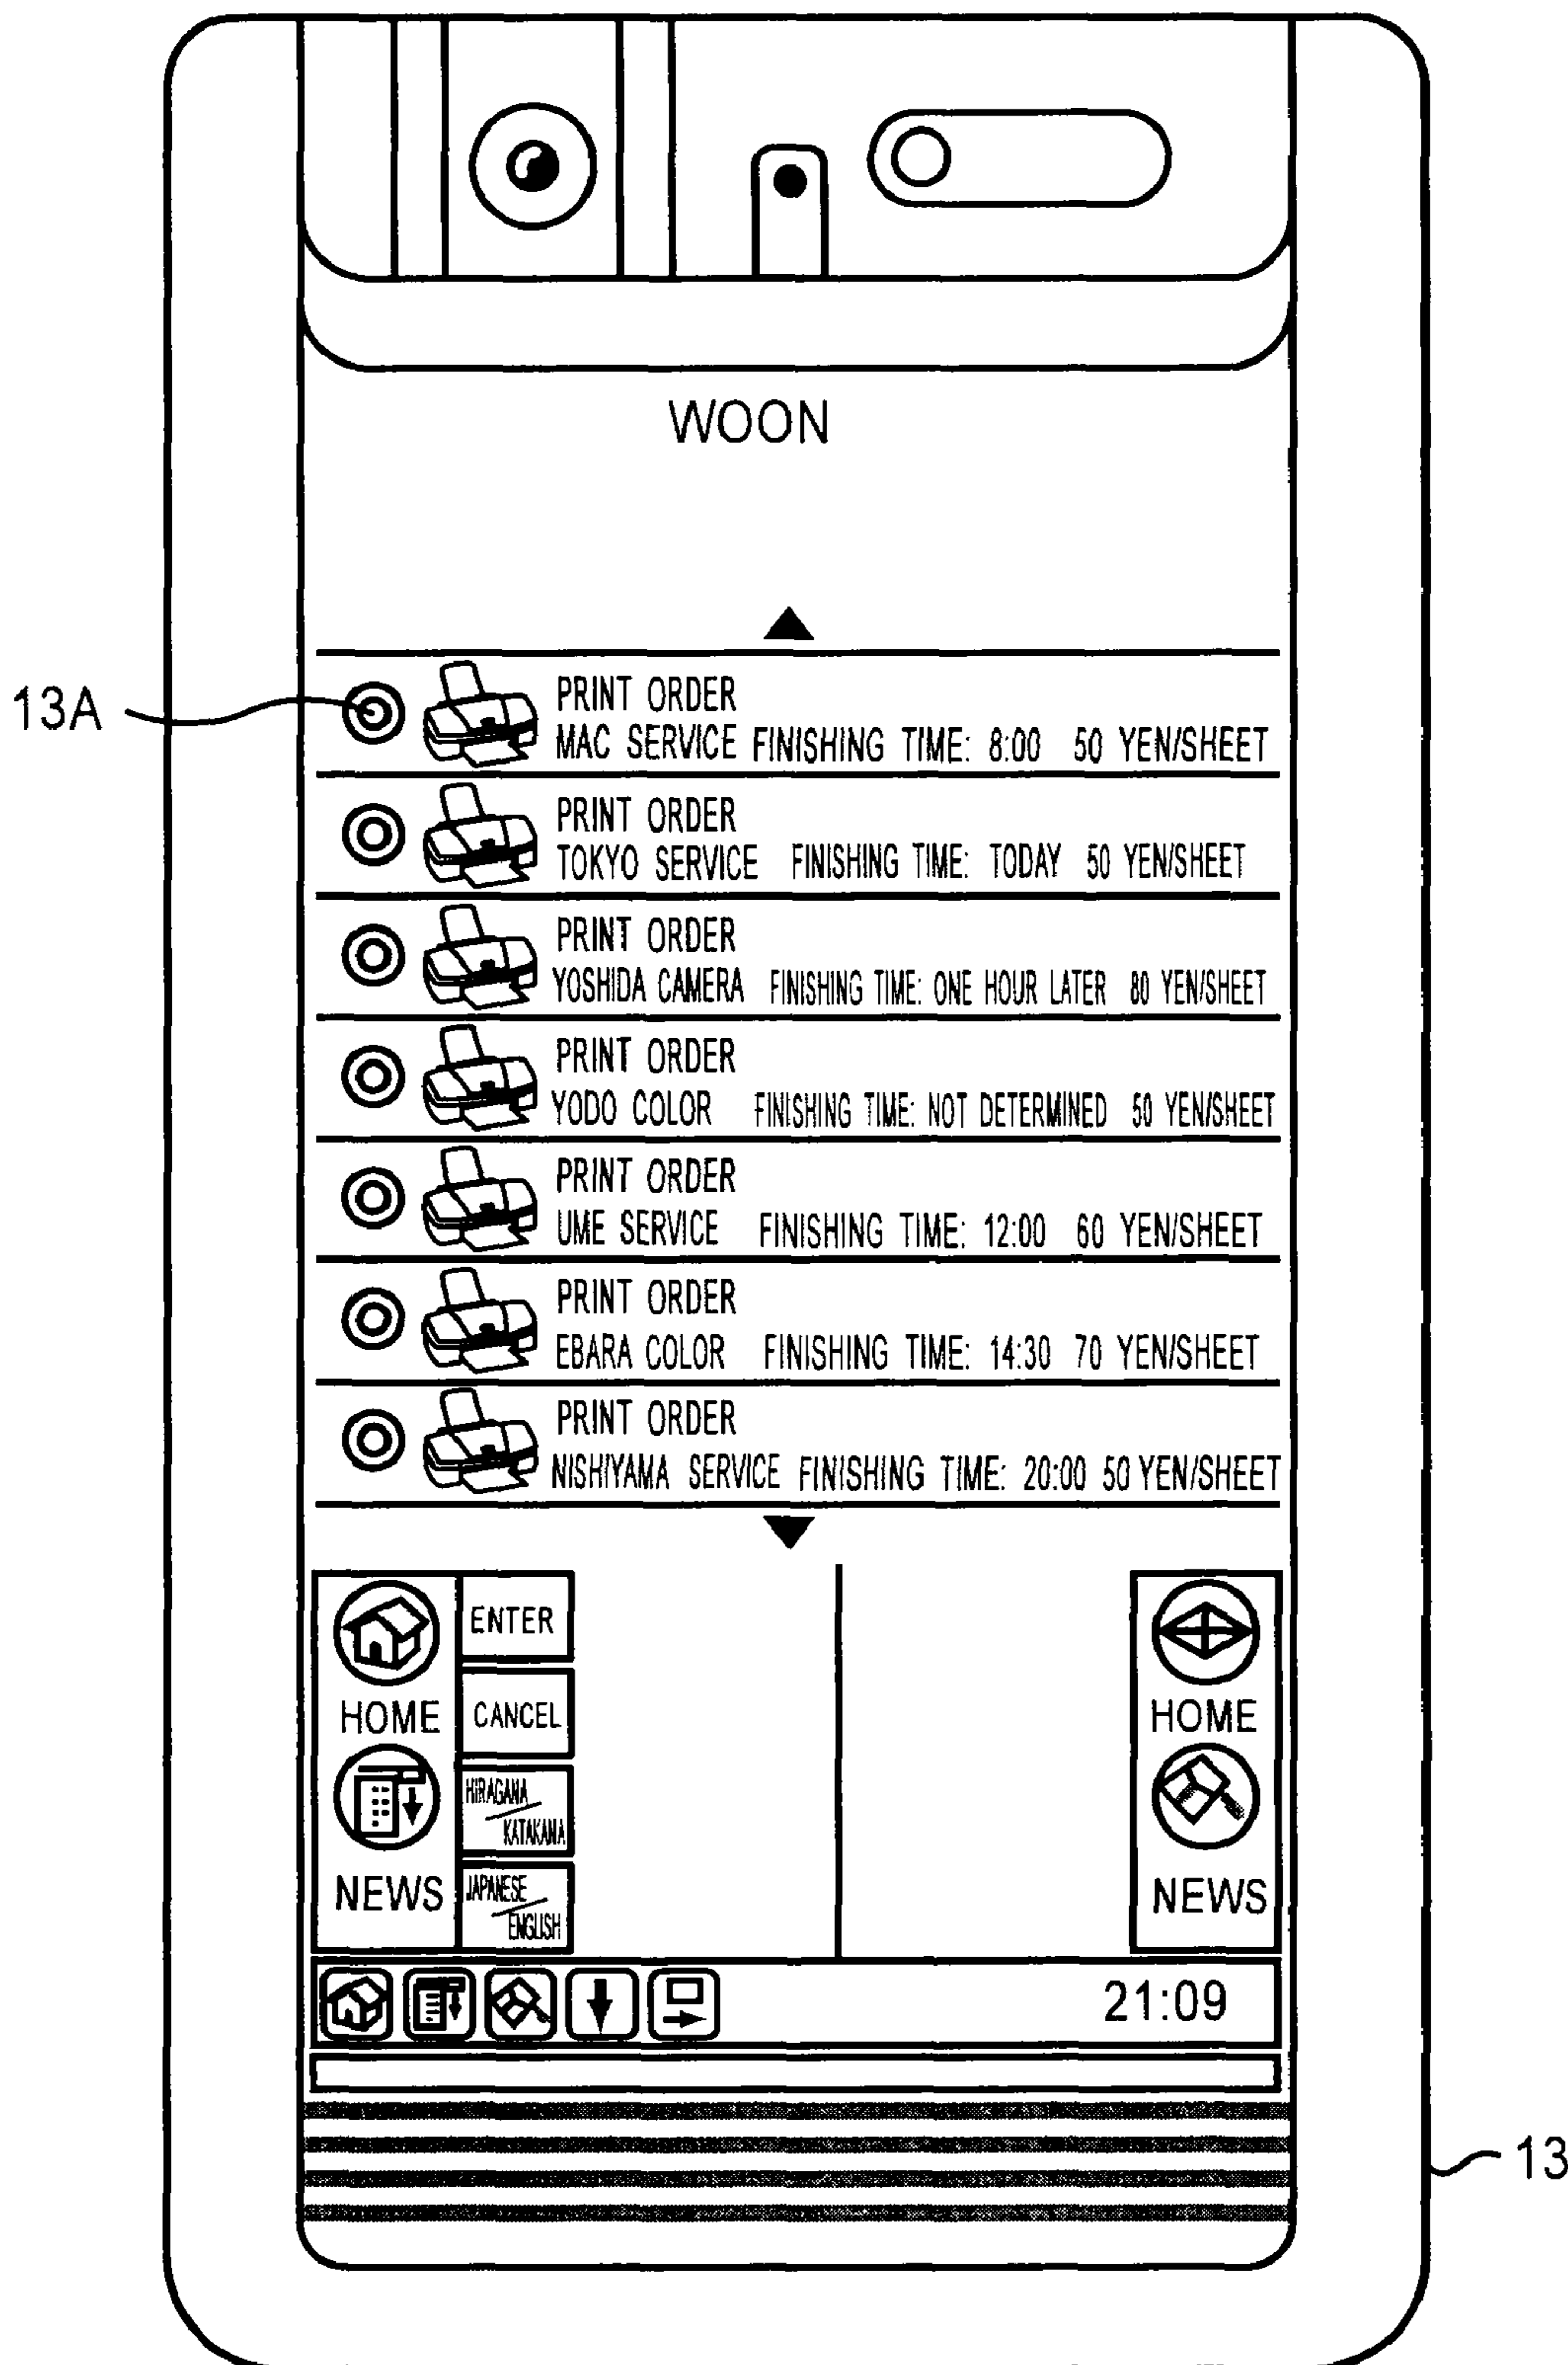 WOON
13A
PRINT ORDER
MAC SERVICE FINISHING TIME: 8:00 50 YEN/SHEET
PRINT ORDER
TOKYO SERVICE FINISHING TIME: TODAY 50 YEN/SHEET
PRINT ORDER
YOSHIDA CAMERA FINISHING TIME: ONE HOUR LATER 80 YEN/SHEET
PRINT ORDER
YODO COLOR FINISHING TIME: NOT DETERMINED 50 YEN/SHEET
PRINT ORDER
UME SERVICE FINISHING TIME: 12:00 60 YEN/SHEET
PRINT ORDER
EBARA COLOR FINISHING TIME: 14:30 70 YEN/SHEET
PRINT ORDER
NISHIYAMA SERVICE FINISHING TIME: 20:00 50 YEN/SHEET
ENTER
HOME
CANCEL
HOME
HIRAGANA/
KATAKANA
NEWS
JAPANESE/
ENGLISH
NEWS
21:09
13